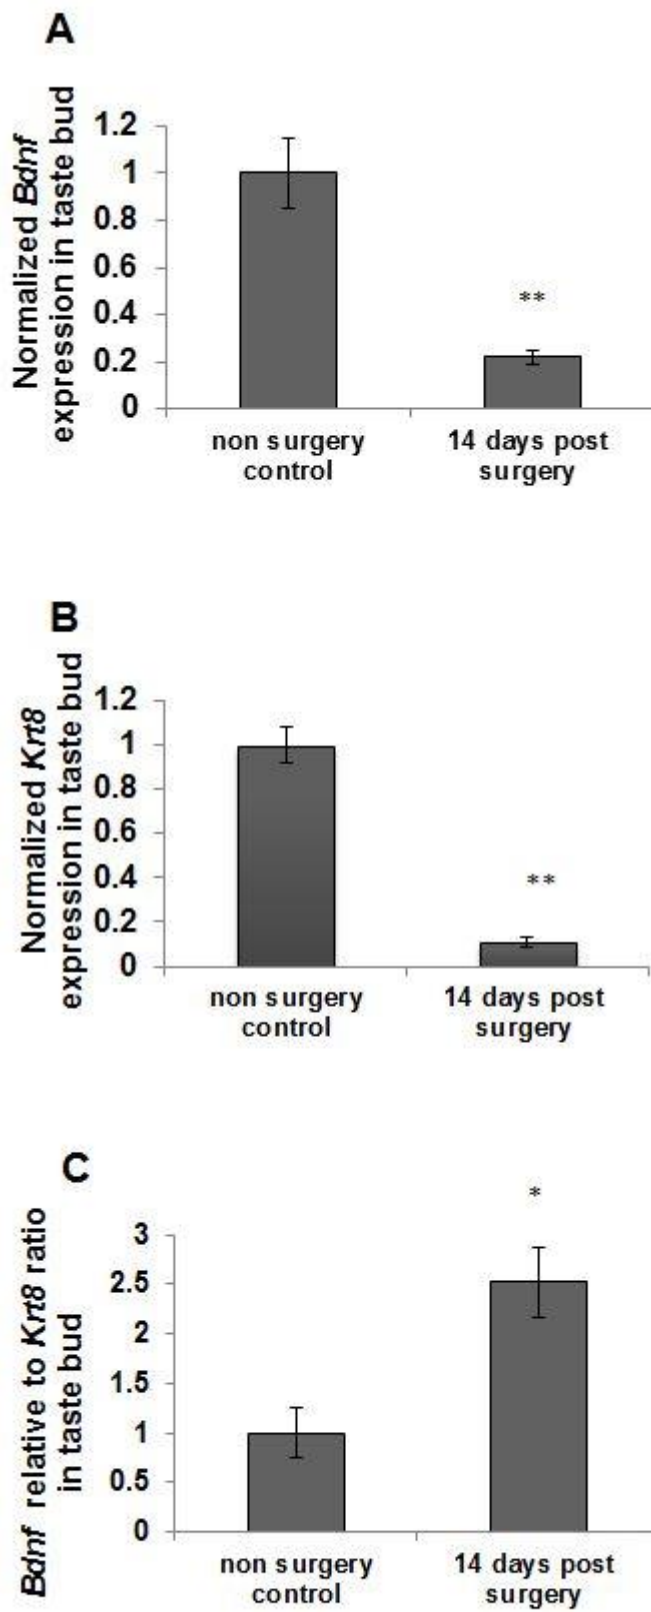 A
Normalized Bdnf
expression in taste bud
1.2
1
0.8
0.6
0.4
0.2
0
**
non surgery
control
14 days post
surgery
B
Normalized Krt8
expression in taste bud
1.2
1
0.8
0.6
0.4
0.2
0
**
non surgery
control
14 days post
surgery
C
Bdnf relative to Krt8 ratio
in taste bud
3
2.5
2
1.5
1
0.5
0
*
non surgery
control
14 days post
surgery